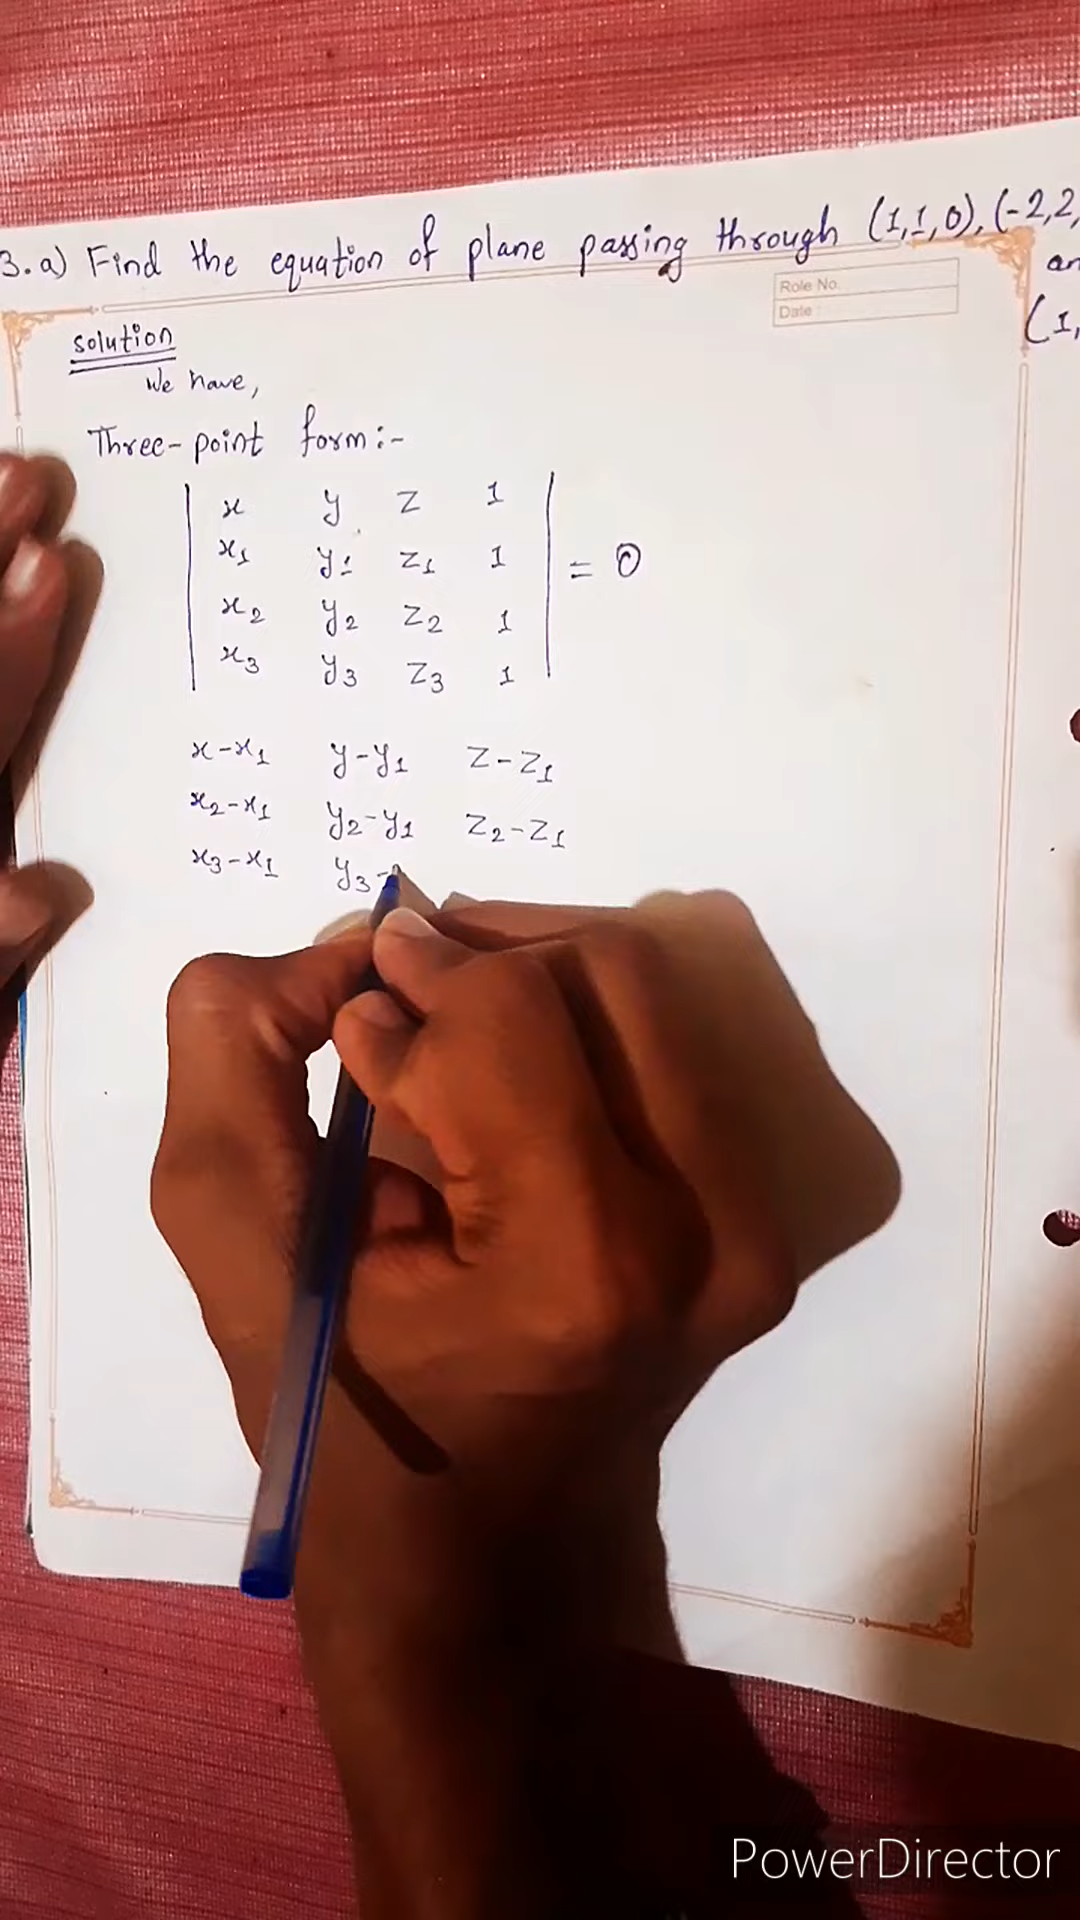 3.a) Find the equation of plane passing through (1,1,0), (-2,2,
(1,
Role No.
Date :
solution
We have,
Three-point form:-
x y z 1
x₁ y₁ z₁ 1
= 0
x₂ y₂ z₂ 1
x₃ y₃ z₃ 1
x-x₁ y-y₁ z-z₁
x₂-x₁ y₂-y₁ z₂-z₁
x₃-x₁ y₃-
PowerDirector